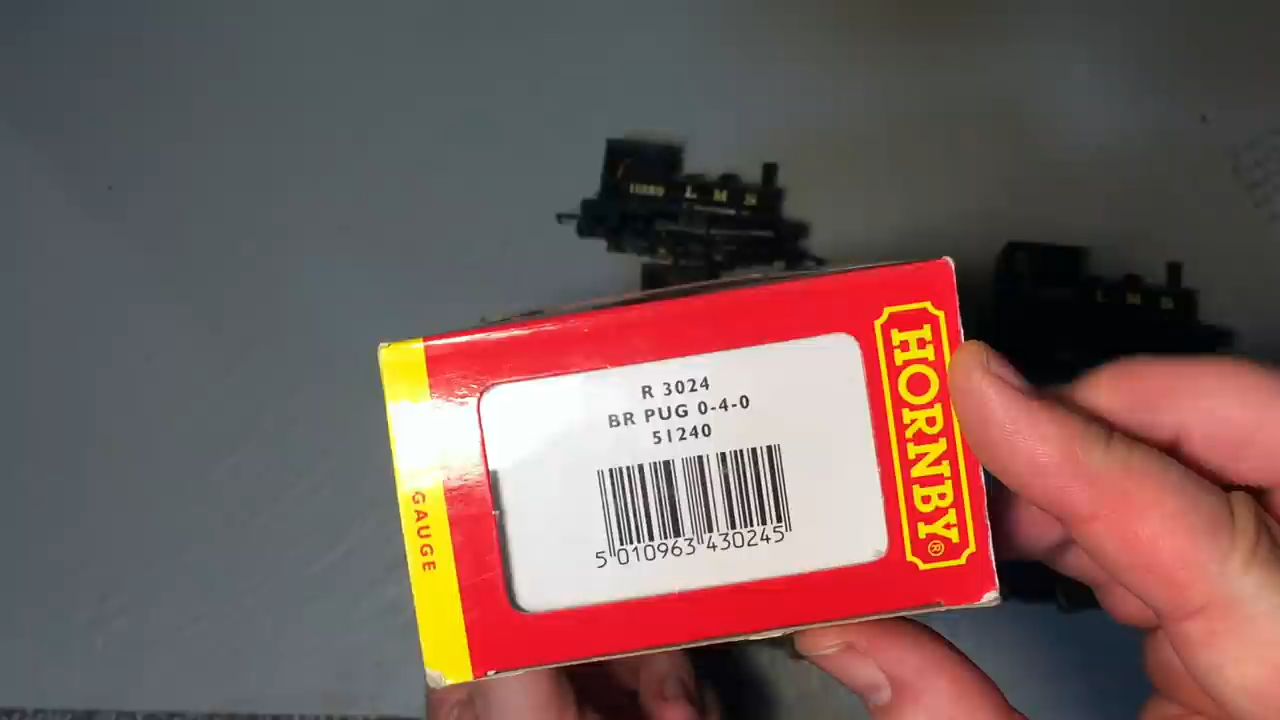 L M S
L M S
R 3024
BR PUG 0-4-0
51240
5 010963 430245
HORNBY®
GAUGE